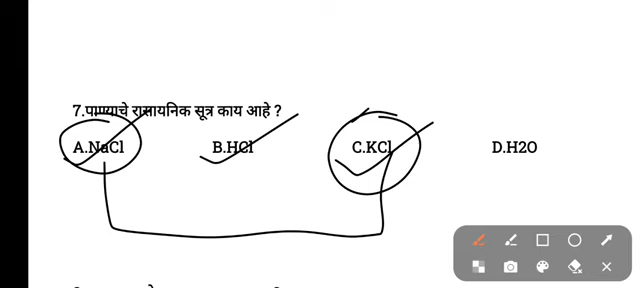 7.पाण्याचे रासायनिक सूत्र काय आहे ?
A.NaCl B.HCl C.KCl D.H2O